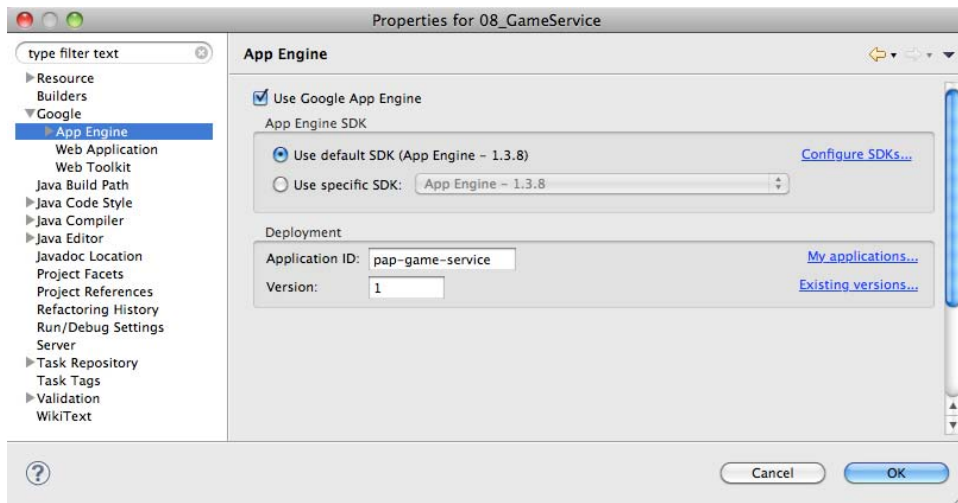 Properties for 08_GameService
type filter text
Resource
Builders
Google
App Engine
Web Application
Web Toolkit
Java Build Path
Java Code Style
Java Compiler
Java Editor
Javadoc Location
Project Facets
Project References
Refactoring History
Run/Debug Settings
Server
Task Repository
Task Tags
Validation
WikiText
App Engine
Use Google App Engine
App Engine SDK
Use default SDK (App Engine - 1.3.8)
Configure SDKs...
Use specific SDK: App Engine - 1.3.8
Deployment
Application ID: pap-game-service
My applications...
Version: 1
Existing versions...
?
Cancel
OK